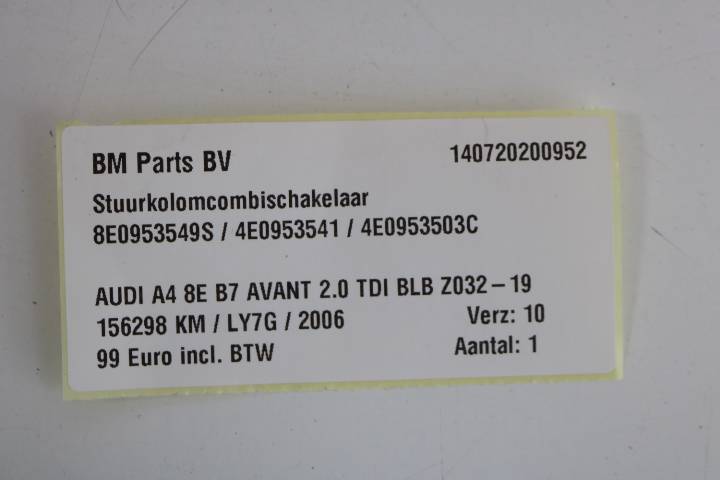 BM Parts BV 140720200952
Stuurkolomcombischakelaar
8E0953549S / 4E0953541 / 4E0953503C
AUDI A4 8E B7 AVANT 2.0 TDI BLB Z032-19
156298 KM / LY7G / 2006 Verz: 10
99 Euro incl. BTW Aantal: 1